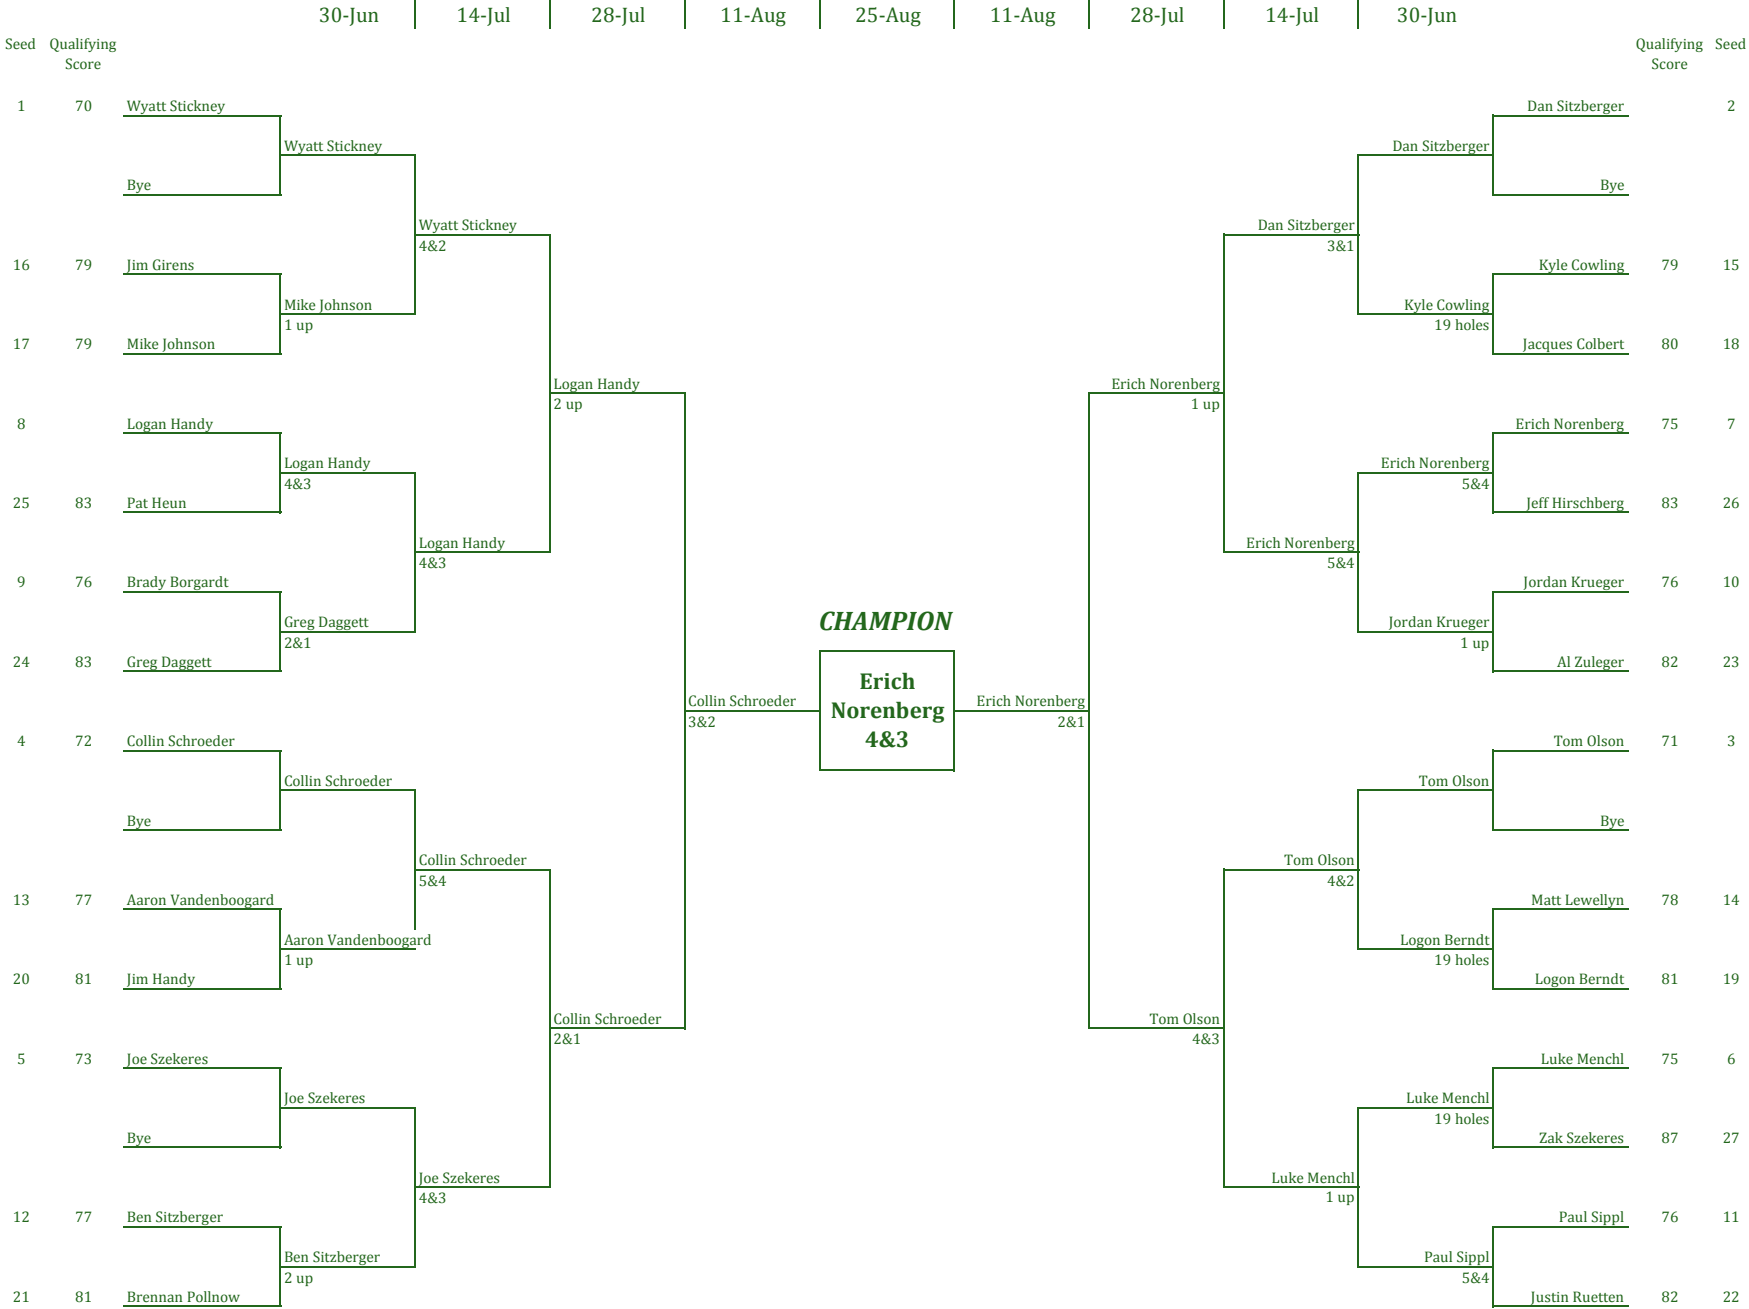 30-Jun 14-Jul 28-Jul 11-Aug 25-Aug 11-Aug 28-Jul 14-Jul 30-Jun
Seed Qualifying Qualifying Seed
Score Score
1 70 Wyatt Stickney Dan Sitzberger 2
Wyatt Stickney Dan Sitzberger
Bye Bye
Wyatt Stickney Dan Sitzberger
4&2 3&1
16 79 Jim Girens Kyle Cowling 79 15
Mike Johnson Kyle Cowling
1 up 19 holes
17 79 Mike Johnson Jacques Colbert 80 18
Logan Handy Erich Norenberg
2 up 1 up
8 Logan Handy Erich Norenberg 75 7
Logan Handy Erich Norenberg
4&3 5&4
25 83 Pat Heun Jeff Hirschberg 83 26
Logan Handy Erich Norenberg
4&3 5&4
9 76 Brady Borgardt Jordan Krueger 76 10
Greg Daggett CHAMPION Jordan Krueger
2&1 1 up
24 83 Greg Daggett Al Zuleger 82 23
Erich
Collin Schroeder Norenberg Erich Norenberg
3&2 2&1
4&3
4 72 Collin Schroeder Tom Olson 71 3
Collin Schroeder Tom Olson
Bye Bye
Collin Schroeder Tom Olson
5&4 4&2
13 77 Aaron Vandenboogard Matt Lewellyn 78 14
Aaron Vandenboogard Logon Berndt
1 up 19 holes
20 81 Jim Handy Logon Berndt 81 19
Collin Schroeder Tom Olson
2&1 4&3
5 73 Joe Szekeres Luke Menchl 75 6
Joe Szekeres Luke Menchl
19 holes
Bye Zak Szekeres 87 27
Joe Szekeres Luke Menchl
4&3 1 up
12 77 Ben Sitzberger Paul Sippl 76 11
Ben Sitzberger Paul Sippl
2 up 5&4
21 81 Brennan Pollnow Justin Ruetten 82 22